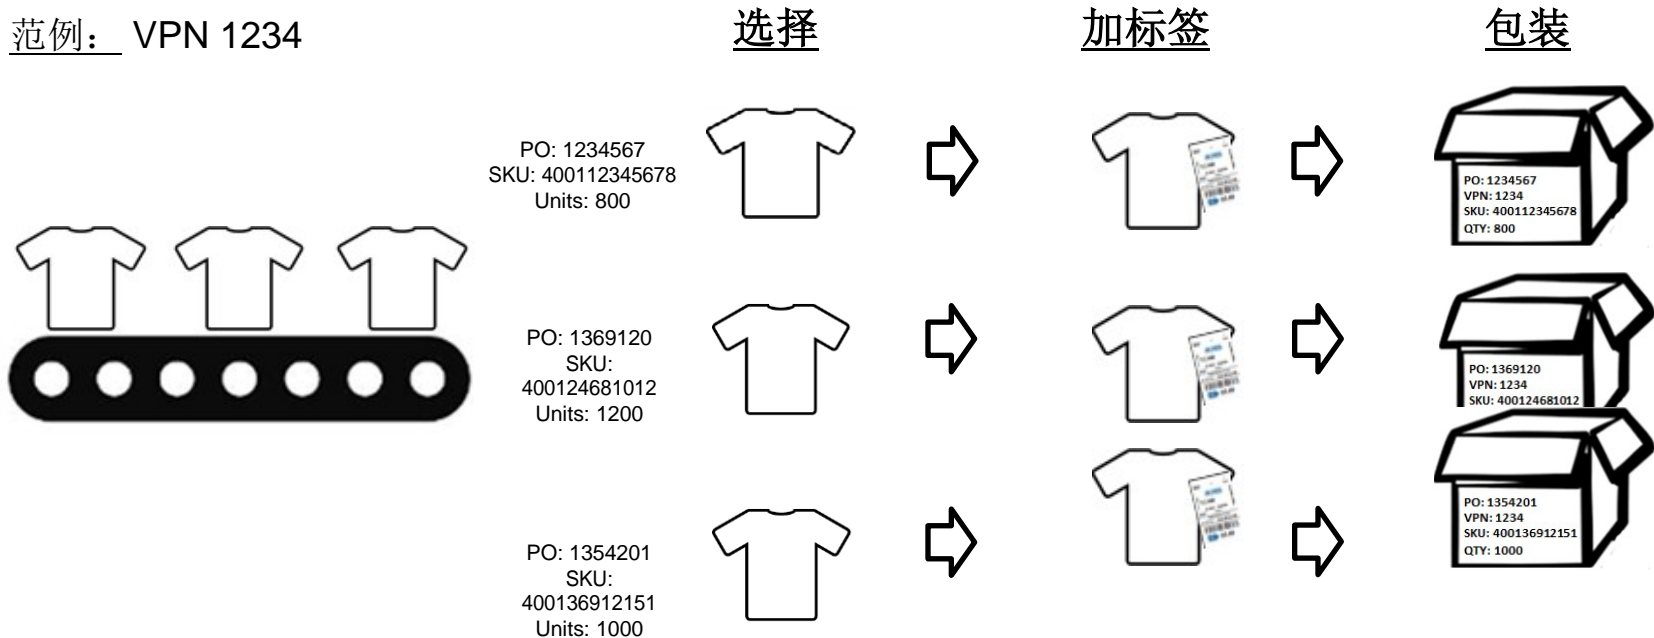 范例： VPN 1234
选择
加标签
包装
PO: 1234567
SKU: 400112345678
Units: 800
PO: 1234567
VPN: 1234
SKU: 400112345678
QTY: 800
PO: 1369120
SKU:
400124681012
Units: 1200
PO: 1369120
VPN: 1234
SKU: 400124681012
PO: 1354201
SKU:
400136912151
Units: 1000
PO: 1354201
VPN: 1234
SKU: 400136912151
QTY: 1000